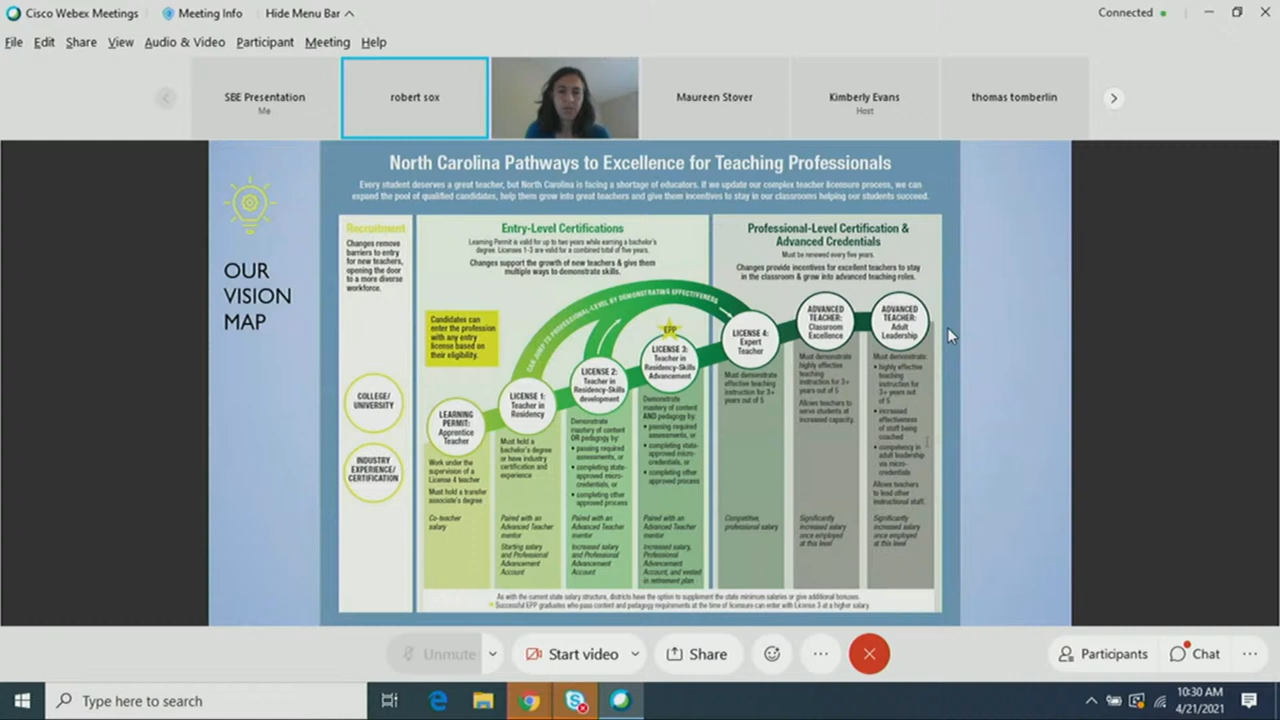 Cisco Webex Meetings
Meeting Info
Hide Menu Bar
Connected
File Edit Share View Audio & Video Participant Meeting Help
SBE Presentation
Me
robert sox
Maureen Stover
Kimberly Evans
Host
thomas tomberlin
OUR
VISION
MAP
North Carolina Pathways to Excellence for Teaching Professionals
Every student deserves a great teacher, but North Carolina is facing a shortage of educators. If we update our complex teacher licensure process, we can
expand the pool of qualified candidates, help them grow into great teachers and give them incentives to stay in our classrooms helping our students succeed.
Recruitment
Changes remove
barriers to entry
for new teachers,
opening the door
to a more diverse
workforce.
COLLEGE/
UNIVERSITY
INDUSTRY
EXPERIENCE/
CERTIFICATION
Entry-Level Certifications
Learning Permit is valid for up to two years while earning a bachelor's
degree. Licenses 1-3 are valid for a combined total of five years.
Changes support the growth of new teachers & give them
multiple ways to demonstrate skills.
Candidates can
enter the profession
with any entry
license based on
their eligibility.
CAN JUMP TO PROFESSIONAL-LEVEL BY DEMONSTRATING EFFECTIVENESS
LEARNING
PERMIT:
Apprentice
Teacher
Work under the
supervision of a
License 4 teacher
Must hold a transfer
associate's degree
Co-teacher
salary
LICENSE 1:
Teacher in
Residency
Must hold a
bachelor's degree
or have industry
certification and
experience
Paired with an
Advanced Teacher
mentor
Starting salary
and Professional
Advancement
Account
LICENSE 2:
Teacher in
Residency-Skills
development
Demonstrate
mastery of content
OR pedagogy by:
• passing required
assessments, or
• completing state-
approved micro-
credentials, or
• completing other
approved process
Paired with an
Advanced Teacher
mentor
Increased salary
and Professional
Advancement
Account
EPP
LICENSE 3:
Teacher in
Residency-Skills
Advancement
Demonstrate
mastery of content
AND pedagogy by:
• passing required
assessments, or
• completing state-
approved micro-
credentials, or
• completing other
approved process
Paired with an
Advanced Teacher
mentor
Increased salary,
Professional
Advancement
Account, and vested
in retirement plan
Professional-Level Certification &
Advanced Credentials
Must be renewed every five years.
Changes provide incentives for excellent teachers to stay
in the classroom & grow into advanced teaching roles.
LICENSE 4:
Expert
Teacher
Must demonstrate
effective teaching
instruction for 3+
years out of 5
Competitive,
professional salary
ADVANCED
TEACHER:
Classroom
Excellence
Must demonstrate
highly effective
teaching
instruction for 3+
years out of 5
Allows teachers to
serve students at
increased capacity.
Significantly
increased salary
once employed
at this level
ADVANCED
TEACHER:
Adult
Leadership
Must demonstrate:
• highly effective
teaching
instruction for
3+ years out
of 5
• increased
effectiveness
of staff being
coached
• competency in
adult leadership
via micro-
credentials
Allows teachers
to lead other
instructional staff.
Significantly
increased salary
once employed
at this level
As with the current state salary structure, districts have the option to supplement the state minimum salaries or give additional bonuses.
Successful EPP graduates who pass content and pedagogy requirements at the time of licensure can enter with License 3 at a higher salary.
Unmute
Start video
Share
Participants
Chat
Type here to search
10:30 AM
4/21/2021